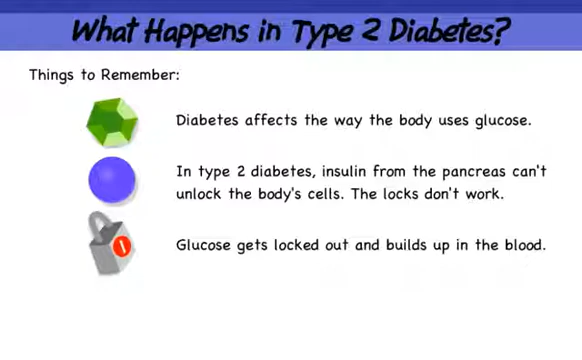 What Happens in Type 2 Diabetes?
Things to Remember:
Diabetes affects the way the body uses glucose.
In type 2 diabetes, insulin from the pancreas can't
unlock the body's cells. The locks don't work.
Glucose gets locked out and builds up in the blood.